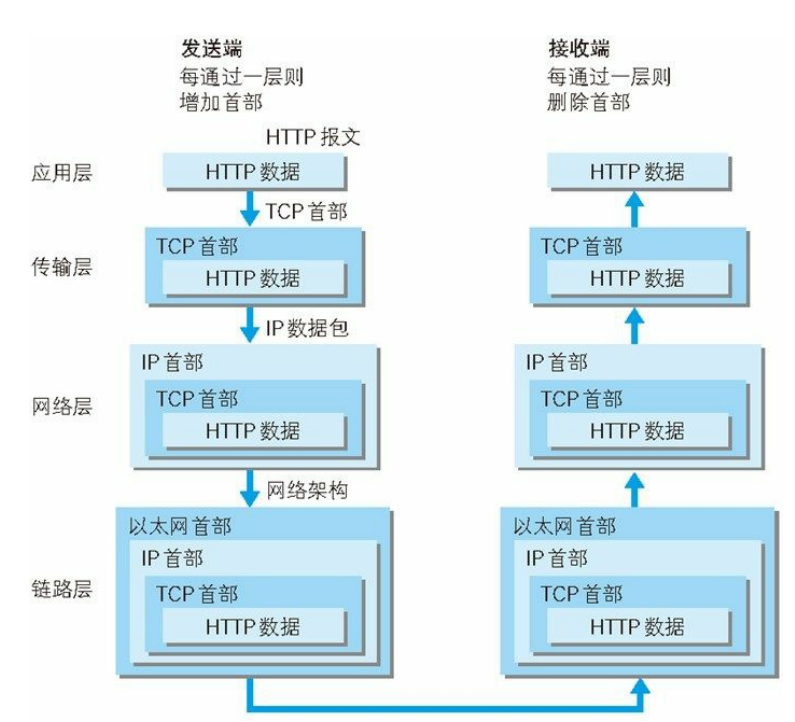 发送端
每通过一层则
增加首部
接收端
每通过一层则
删除首部
HTTP 报文
应用层
HTTP 数据
HTTP 数据
TCP 首部
传输层
TCP 首部
HTTP 数据
TCP 首部
HTTP 数据
IP 数据包
网络层
IP 首部
TCP 首部
HTTP 数据
IP 首部
TCP 首部
HTTP 数据
网络架构
链路层
以太网首部
IP 首部
TCP 首部
HTTP 数据
以太网首部
IP 首部
TCP 首部
HTTP 数据